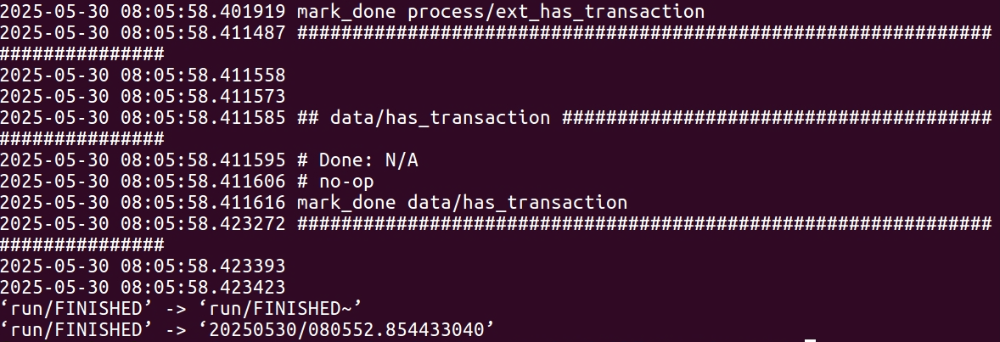 2025-05-30 08:05:58.401919 mark_done process/ext_has_transaction
2025-05-30 08:05:58.411487 ###############################################################
###############
2025-05-30 08:05:58.411558
2025-05-30 08:05:58.411573
2025-05-30 08:05:58.411585 ## data/has_transaction #######################################
###############
2025-05-30 08:05:58.411595 # Done: N/A
2025-05-30 08:05:58.411606 # no-op
2025-05-30 08:05:58.411616 mark_done data/has_transaction
2025-05-30 08:05:58.423272 ###############################################################
###############
2025-05-30 08:05:58.423393
2025-05-30 08:05:58.423423
‘run/FINISHED’ -> ‘run/FINISHED~’
‘run/FINISHED’ -> ‘20250530/080552.854433040’